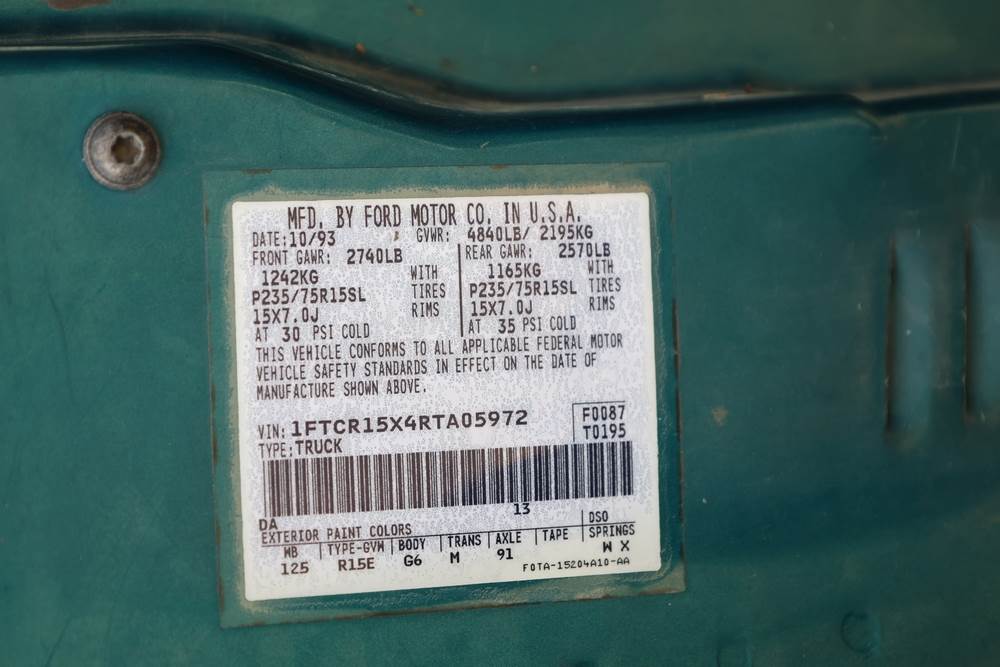 MFD. BY FORD MOTOR CO. IN U.S.A.
DATE: 10/93 GVWR: 4840LB/ 2195KG
FRONT GAWR: 2740LB REAR GAWR: 2570LB
1242KG WITH 1165KG WITH
P235/75R15SL TIRES P235/75R15SL TIRES
15X7.0J RIMS 15X7.0J RIMS
AT 30 PSI COLD AT 35 PSI COLD
THIS VEHICLE CONFORMS TO ALL APPLICABLE FEDERAL MOTOR
VEHICLE SAFETY STANDARDS IN EFFECT ON THE DATE OF
MANUFACTURE SHOWN ABOVE.
VIN: 1FTCR15X4RTA05972 F0087
TYPE: TRUCK T0195
13
DA
EXTERIOR PAINT COLORS DSO
WB TYPE-GVW BODY TRANS AXLE TAPE SPRINGS
125 R15E G6 M 91 W X
F0TA-15204A10-AA